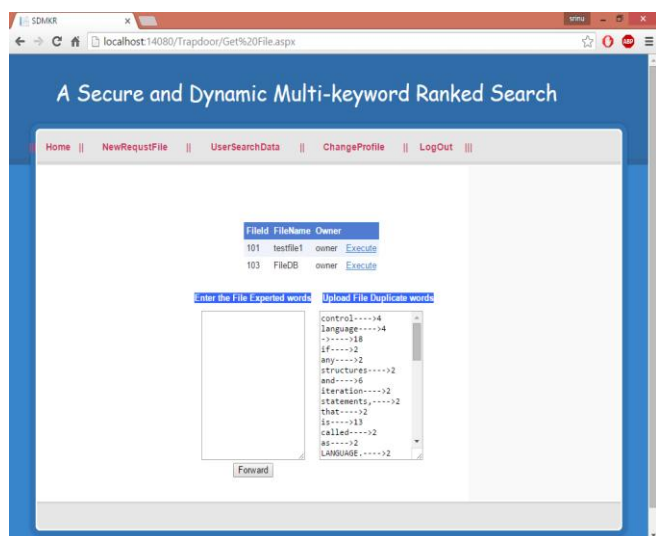 SDMKR
srinu
localhost:14080/Trapdoor/Get%20File.aspx
ABP
A Secure and Dynamic Multi-keyword Ranked Search
|| Home || NewRequstFile || UserSearchData || ChangeProfile || LogOut |||
FileId FileName Owner
101 testfile1 owner Execute
103 FileDB owner Execute
Enter the File Experted words Upload File Duplicate words
control---->4
language---->4
->---->18
if---->2
any---->2
structures---->2
and---->6
iteration---->2
statements,---->2
that---->2
is---->13
called---->2
as---->2
LANGUAGE.---->2
Forward